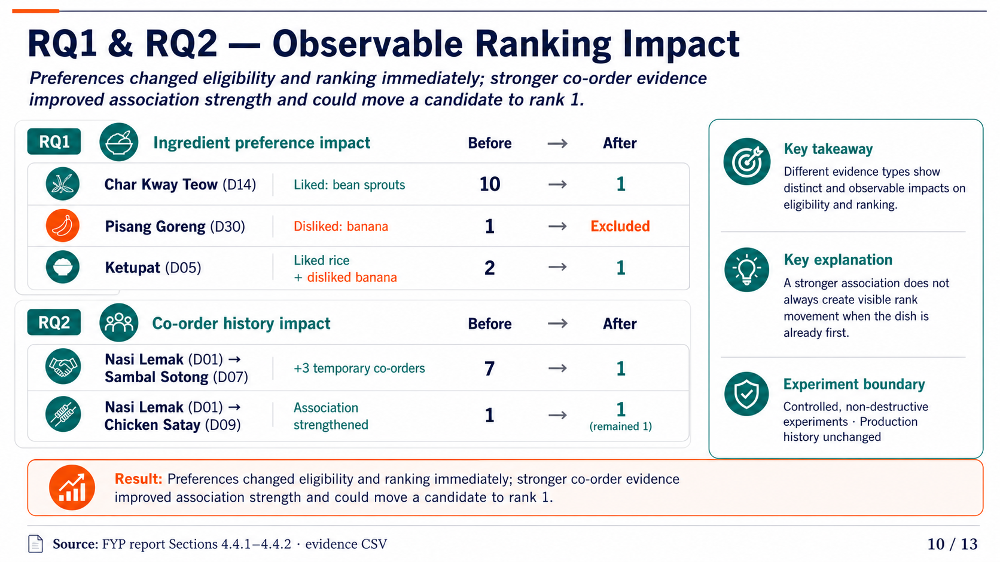 RQ1 & RQ2 — Observable Ranking Impact
Preferences changed eligibility and ranking immediately; stronger co-order evidence
improved association strength and could move a candidate to rank 1.
RQ1 Ingredient preference impact Before → After
Char Kway Teow (D14) Liked: bean sprouts 10 → 1
Pisang Goreng (D30) Disliked: banana 1 → Excluded
Ketupat (D05) Liked rice
+ disliked banana 2 → 1
RQ2 Co-order history impact Before → After
Nasi Lemak (D01) →
Sambal Sotong (D07) +3 temporary co-orders 7 → 1
Nasi Lemak (D01) →
Chicken Satay (D09) Association
strengthened 1 → 1
(remained 1)
Key takeaway
Different evidence types show
distinct and observable impacts on
eligibility and ranking.
Key explanation
A stronger association does not
always create visible rank
movement when the dish is
already first.
Experiment boundary
Controlled, non-destructive
experiments · Production
history unchanged
Result: Preferences changed eligibility and ranking immediately; stronger co-order evidence
improved association strength and could move a candidate to rank 1.
Source: FYP report Sections 4.4.1–4.4.2 · evidence CSV
10 / 13